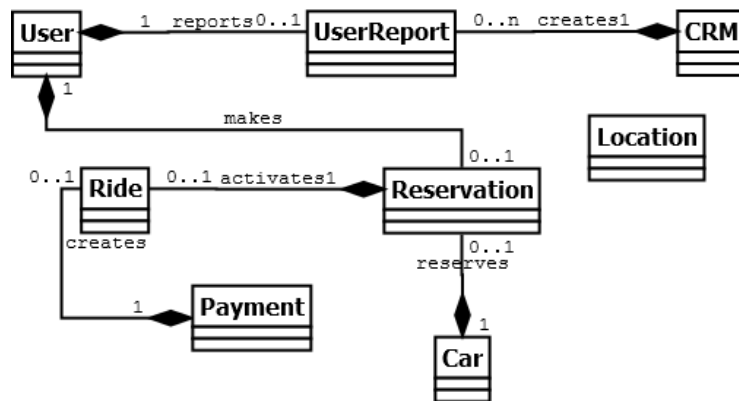 User 1 reports 0..1 UserReport 0..n creates 1 CRM
1
makes
Location
0..1
0..1 Ride 0..1 activates 1 Reservation
creates
0..1
reserves
1 Payment
1
Car